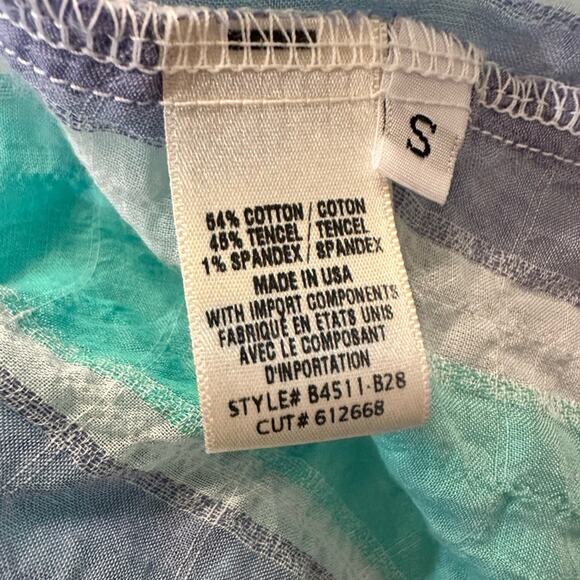 S
54% COTTON / COTON
45% TENCEL / TENCEL
1% SPANDEX / SPANDEX
MADE IN USA
WITH IMPORT COMPONENTS
FABRIQUÉ EN ETATS UNIS
AVEC LE COMPOSANT
D'INPORTATION
STYLE# B4511-B28
CUT# 612668